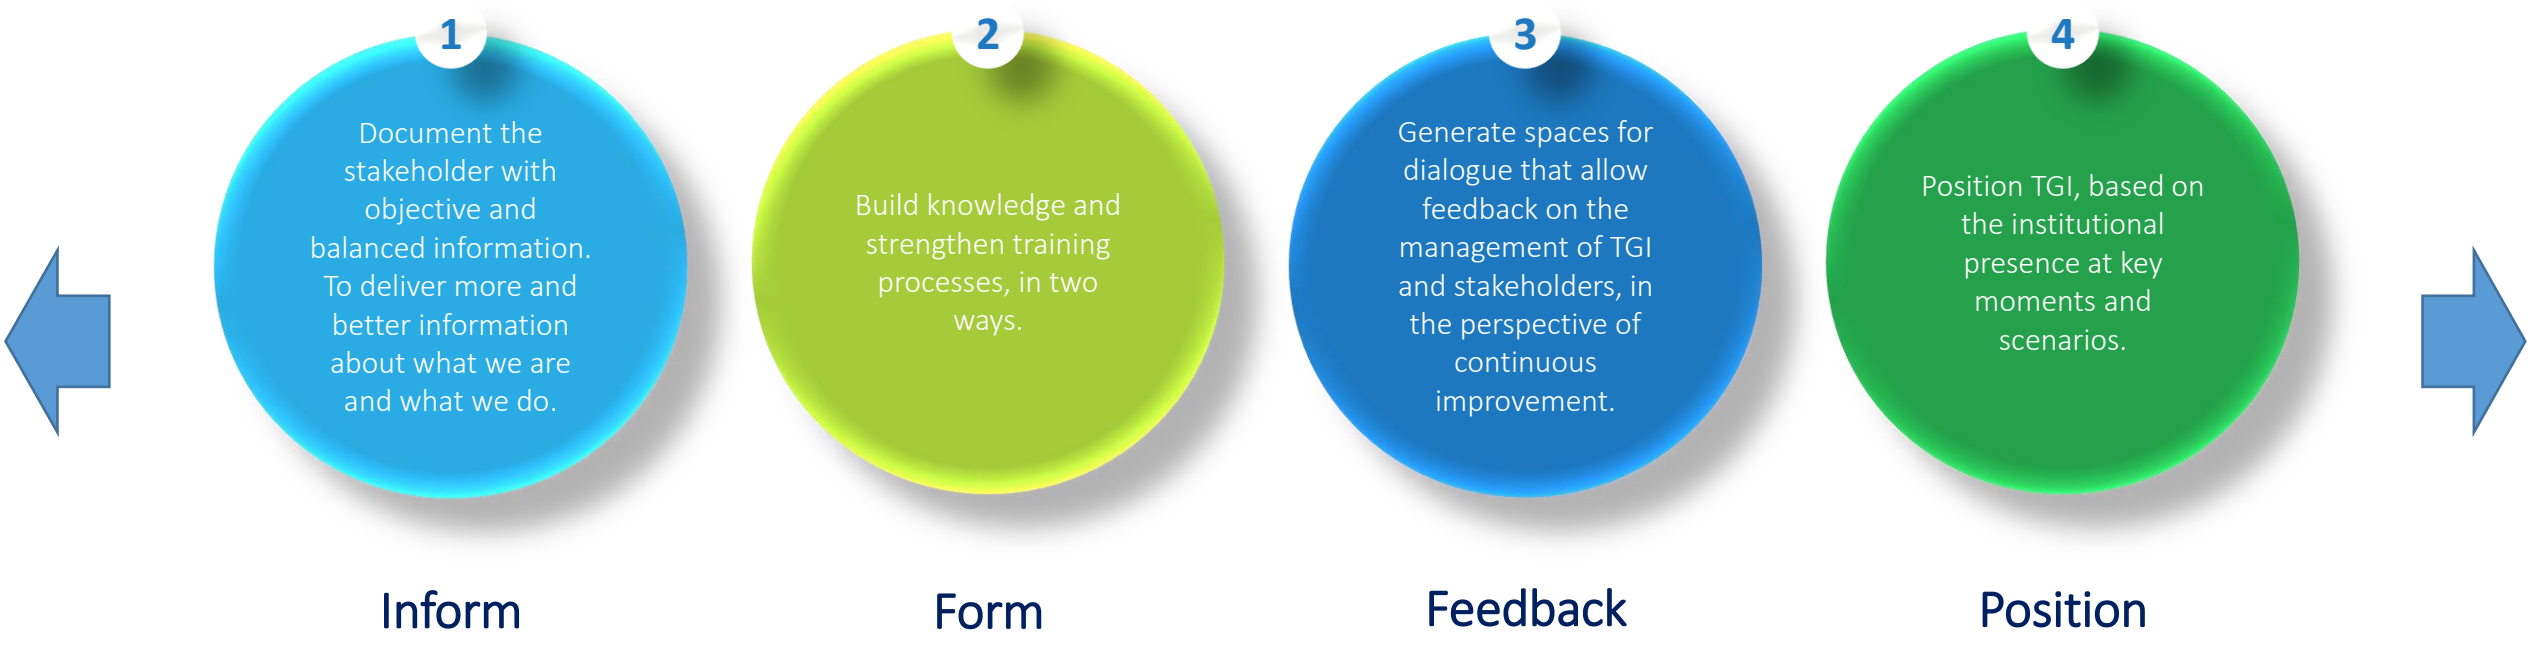 1
Document the
stakeholder with
objective and
balanced information.
To deliver more and
better information
about what we are
and what we do.
Inform
2
Build knowledge and
strengthen training
processes, in two
ways.
Form
3
Generate spaces for
dialogue that allow
feedback on the
management of TGI
and stakeholders, in
the perspective of
continuous
improvement.
Feedback
4
Position TGI, based on
the institutional
presence at key
moments and
scenarios.
Position